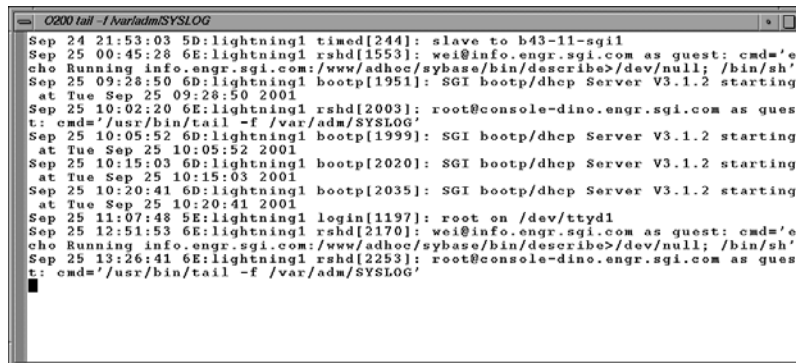 O200 tail -f /var/adm/SYSLOG
Sep 24 21:53:03 5D:lightning1 timed[244]: slave to b43-11-sgi1
Sep 25 00:45:28 6E:lightning1 rshd[1553]: wei@info.engr.sgi.com as guest: cmd='e
cho Running info.engr.sgi.com:/www/adhoc/sybase/bin/describe>/dev/null; /bin/sh'
Sep 25 09:28:50 6D:lightning1 bootp[1951]: SGI bootp/dhcp Server V3.1.2 starting
 at Tue Sep 25 09:28:50 2001
Sep 25 10:02:20 6E:lightning1 rshd[2003]: root@console-dino.engr.sgi.com as gues
t: cmd='/usr/bin/tail -f /var/adm/SYSLOG'
Sep 25 10:05:52 6D:lightning1 bootp[1999]: SGI bootp/dhcp Server V3.1.2 starting
 at Tue Sep 25 10:05:52 2001
Sep 25 10:15:03 6D:lightning1 bootp[2020]: SGI bootp/dhcp Server V3.1.2 starting
 at Tue Sep 25 10:15:03 2001
Sep 25 10:20:41 6D:lightning1 bootp[2035]: SGI bootp/dhcp Server V3.1.2 starting
 at Tue Sep 25 10:20:41 2001
Sep 25 11:07:48 5E:lightning1 login[1197]: root on /dev/ttyd1
Sep 25 12:51:53 6E:lightning1 rshd[2170]: wei@info.engr.sgi.com as guest: cmd='e
cho Running info.engr.sgi.com:/www/adhoc/sybase/bin/describe>/dev/null; /bin/sh'
Sep 25 13:26:41 6E:lightning1 rshd[2253]: root@console-dino.engr.sgi.com as gues
t: cmd='/usr/bin/tail -f /var/adm/SYSLOG'